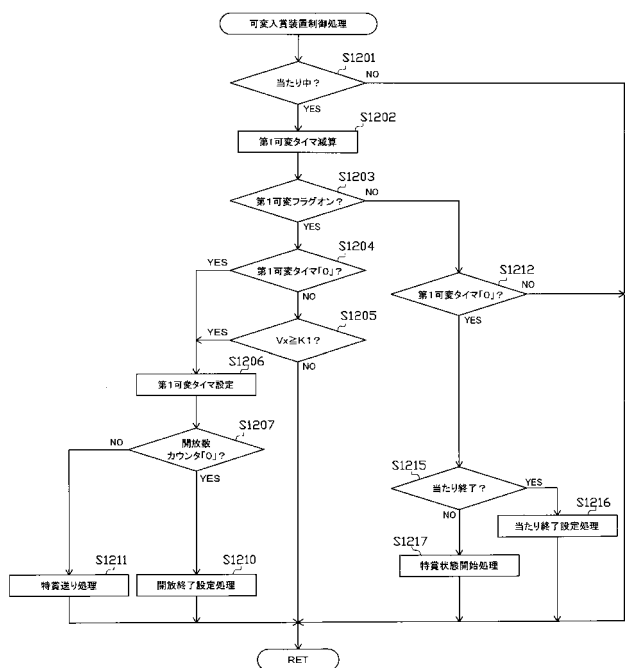 可変入賞装置制御処理
S1201
当たり中？
NO
YES
S1202
第1可変タイマ減算
S1203
第1可変フラグオン？
NO
YES
S1204
YES
第1可変タイマ「0」？
NO
S1212
第1可変タイマ「0」？
NO
YES
S1205
YES
Vx≧K1？
NO
S1206
第1可変タイマ設定
S1207
NO
開放数
カウンタ「0」？
YES
S1215
当たり終了？
YES
NO
S1216
当たり終了設定処理
S1211
特賞送り処理
S1210
開放終了設定処理
S1217
特賞状態開始処理
RET